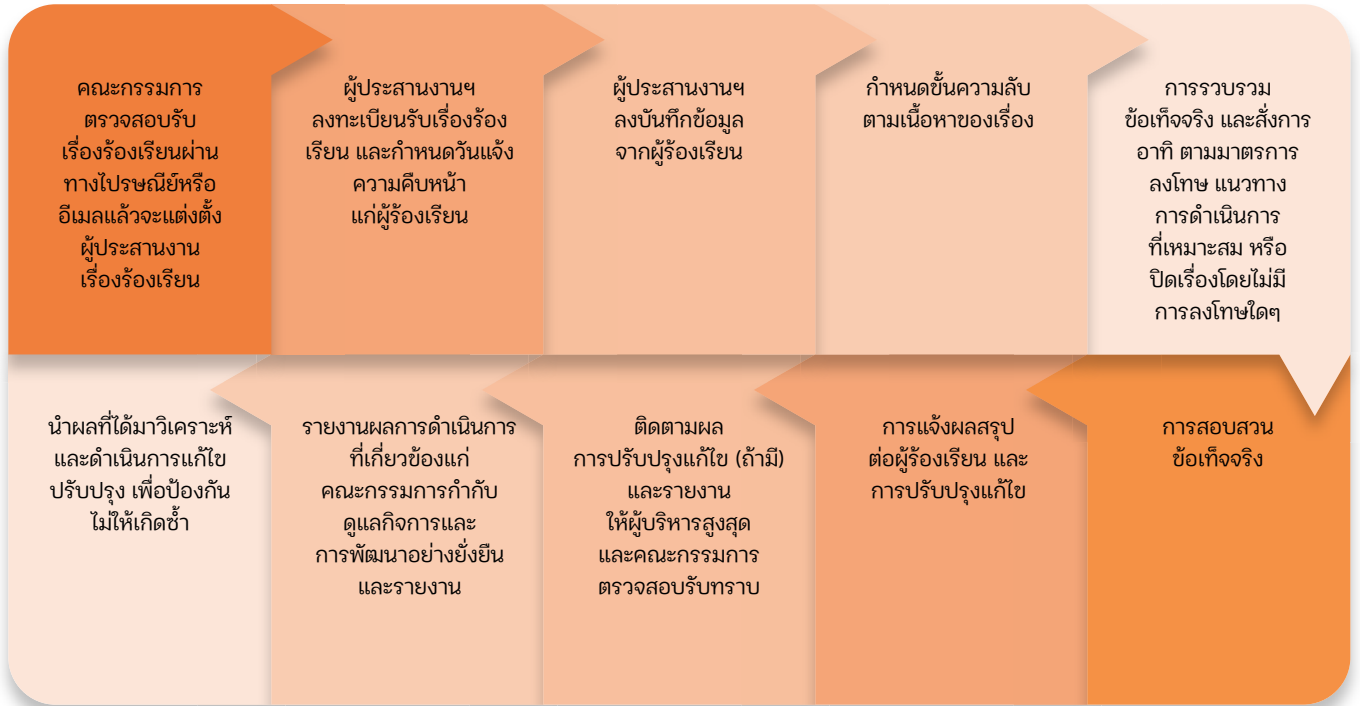 คณะกรรมการ
ตรวจสอบรับ
เรื่องร้องเรียนผ่าน
ทางไปรษณีย์หรือ
อีเมลแล้วจะแต่งตั้ง
ผู้ประสานงาน
เรื่องร้องเรียน
ผู้ประสานงานฯ
ลงทะเบียนรับเรื่องร้อง
เรียน และกำหนดวันแจ้ง
ความคืบหน้า
แก่ผู้ร้องเรียน
ผู้ประสานงานฯ
ลงบันทึกข้อมูล
จากผู้ร้องเรียน
กำหนดชั้นความลับ
ตามเนื้อหาของเรื่อง
การรวบรวม
ข้อเท็จจริง และสั่งการ
อาทิ ตามมาตรการ
ลงโทษ แนวทาง
การดำเนินการ
ที่เหมาะสม หรือ
ปิดเรื่องโดยไม่มี
การลงโทษใดๆ
การสอบสวน
ข้อเท็จจริง
การแจ้งผลสรุป
ต่อผู้ร้องเรียน และ
การปรับปรุงแก้ไข
ติดตามผล
การปรับปรุงแก้ไข (ถ้ามี)
และรายงาน
ให้ผู้บริหารสูงสุด
และคณะกรรมการ
ตรวจสอบรับทราบ
รายงานผลการดำเนินการ
ที่เกี่ยวข้องแก่
คณะกรรมการกำกับ
ดูแลกิจการและ
การพัฒนาอย่างยั่งยืน
และรายงาน
นำผลที่ได้มาวิเคราะห์
และดำเนินการแก้ไข
ปรับปรุง เพื่อป้องกัน
ไม่ให้เกิดซ้ำ